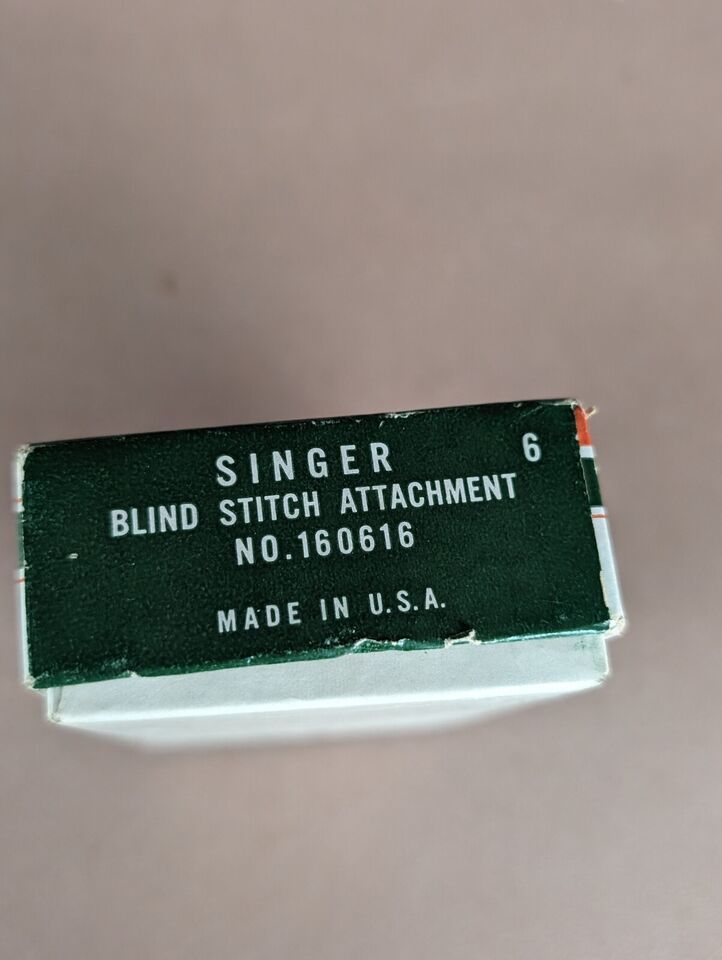 SINGER 6
BLIND STITCH ATTACHMENT
NO.160616
MADE IN U.S.A.